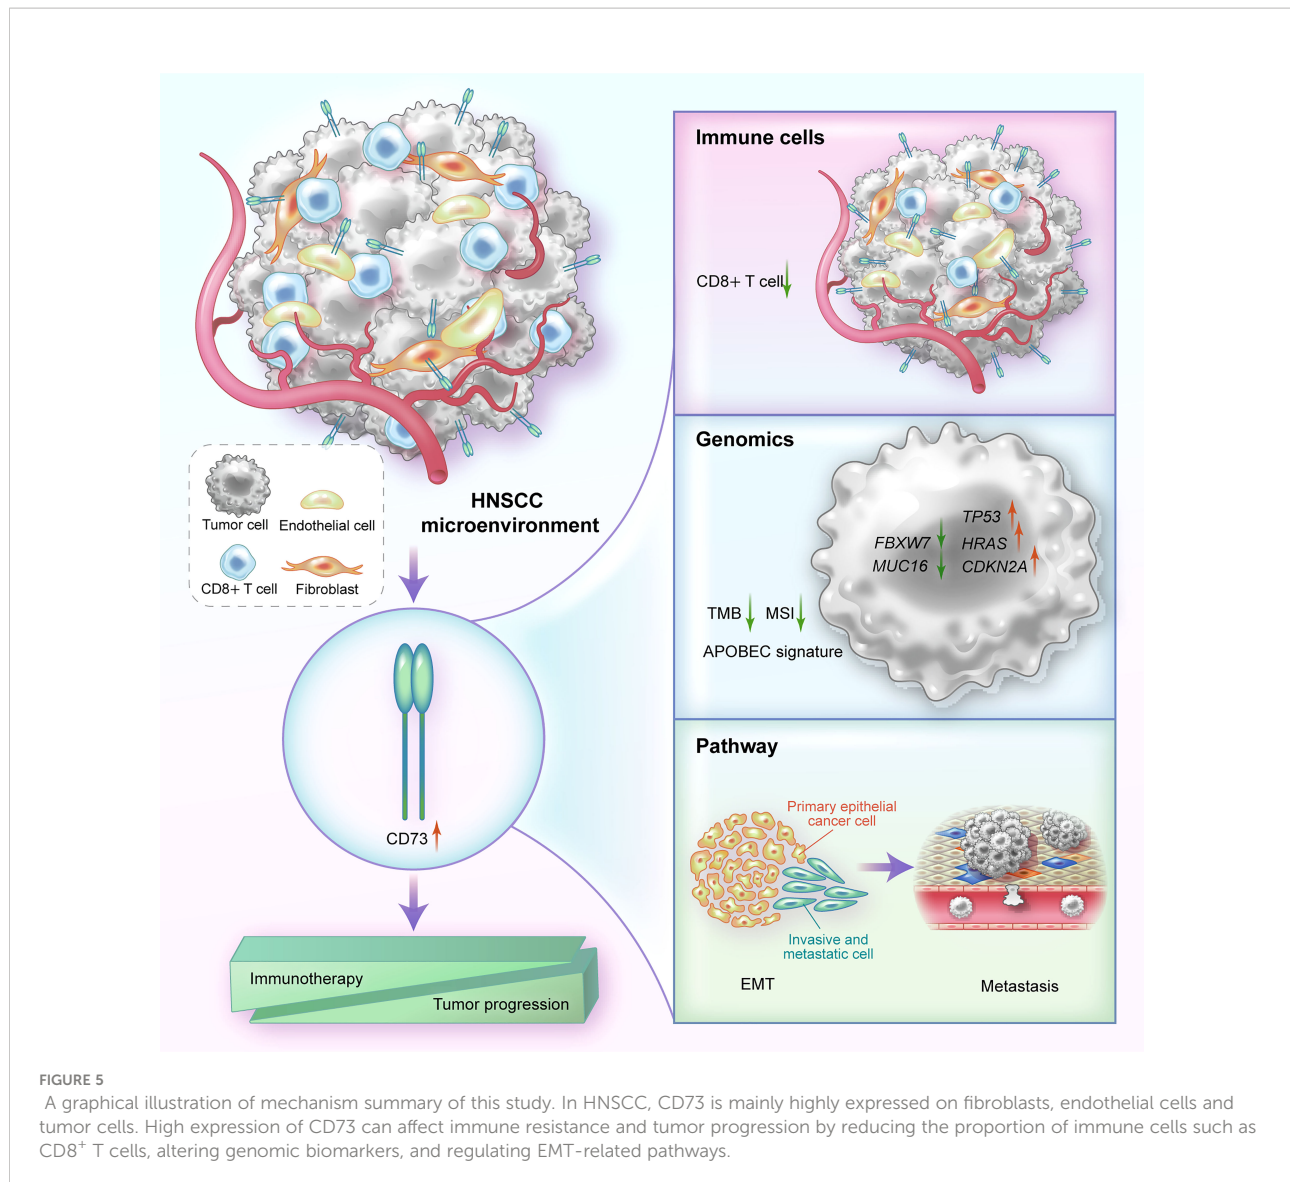 Immune cells
CD8+ T cell
Genomics
TP53
FBXW7
HRAS
MUC16
CDKN2A
TMB
MSI
APOBEC signature
Pathway
Primary epithelial
cancer cell
Invasive and
metastatic cell
EMT
Metastasis
Tumor cell
Endothelial cell
CD8+ T cell
Fibroblast
HNSCC
microenvironment
CD73
Immunotherapy
Tumor progression
FIGURE 5
A graphical illustration of mechanism summary of this study. In HNSCC, CD73 is mainly highly expressed on fibroblasts, endothelial cells and
tumor cells. High expression of CD73 can affect immune resistance and tumor progression by reducing the proportion of immune cells such as
CD8⁺ T cells, altering genomic biomarkers, and regulating EMT-related pathways.